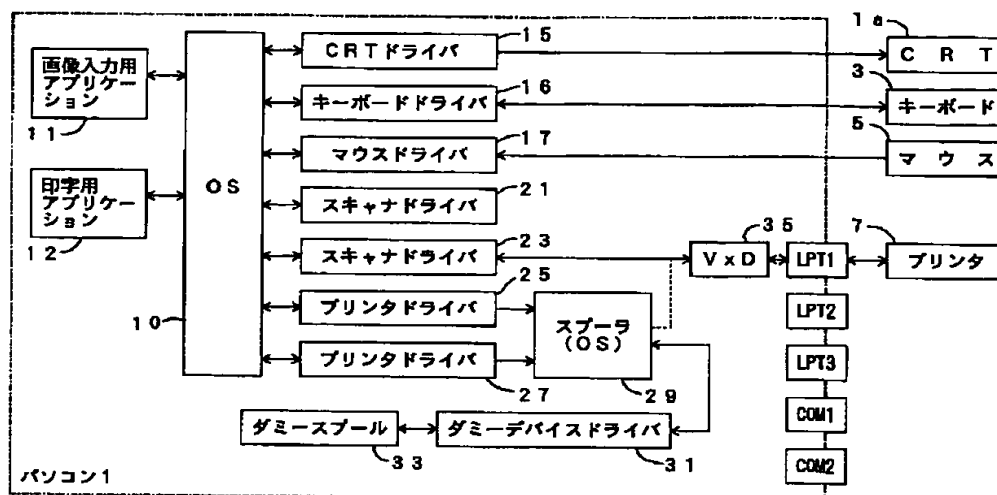 15
1a
画像入力用
アプリケー
ション
11
CRTドライバ
CRT
16
3
キーボードドライバ
キーボード
17
5
マウスドライバ
マウス
OS
印字用
アプリケー
ション
12
21
スキャナドライバ
23
35
7
スキャナドライバ
VxD
LPT1
プリンタ
25
10
プリンタドライバ
スプーラ
(OS)
LPT2
プリンタドライバ
LPT3
27
29
ダミースプール
ダミーデバイスドライバ
COM1
33
31
パソコン1
COM2